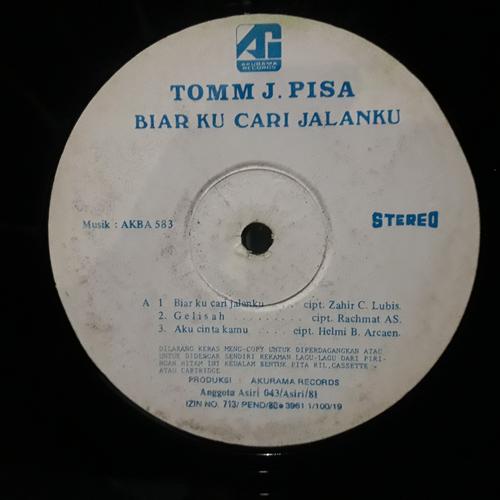 AG
AKURAMA
RECORDS
TOMM J. PISA
BIAR KU CARI JALANKU
Musik : AKBA 583
STEREO
A 1 Biar ku cari jalanku .... cipt. Zahir C. Lubis.
2. Gelisah .......... cipt. Rachmat AS.
3. Aku cinta kamu .... cipt. Helmi B. Arcaen.
DILARANG KERAS MENG-COPY UNTUK DIPERDAGANGKAN ATAU
UNTUK DIDENGAR SENDIRI REKAMAN LAGU-LAGU DARI PIRI-
NGAN HITAM INI KEDALAM BENTUK PITA RIL,CASSETTE -
ATAU CARTRIDGE
PRODUKSI : AKURAMA RECORDS
Anggota Asiri 043/Asiri/81
IZIN NO. 713/ PEND/80 3961 1/100/19